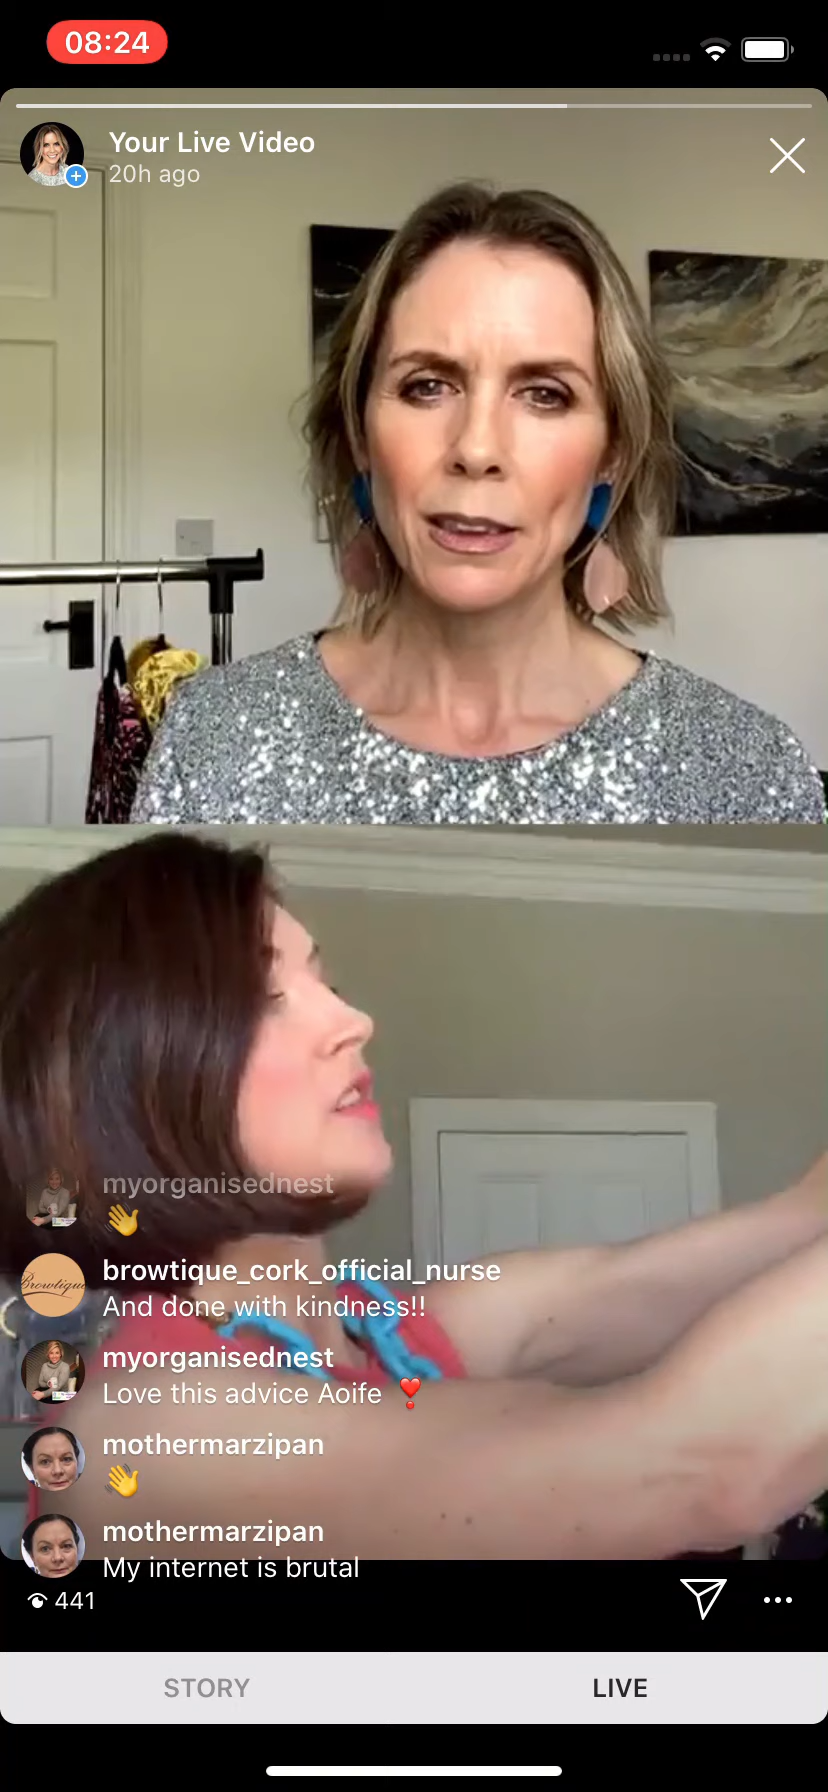 08:24
Your Live Video
20h ago
myorganisednest
👋
browtique_cork_official_nurse
Browtique
And done with kindness!!
myorganisednest
Love this advice Aoife ❣️
mothermarzipan
👋
mothermarzipan
My internet is brutal
441
STORY
LIVE